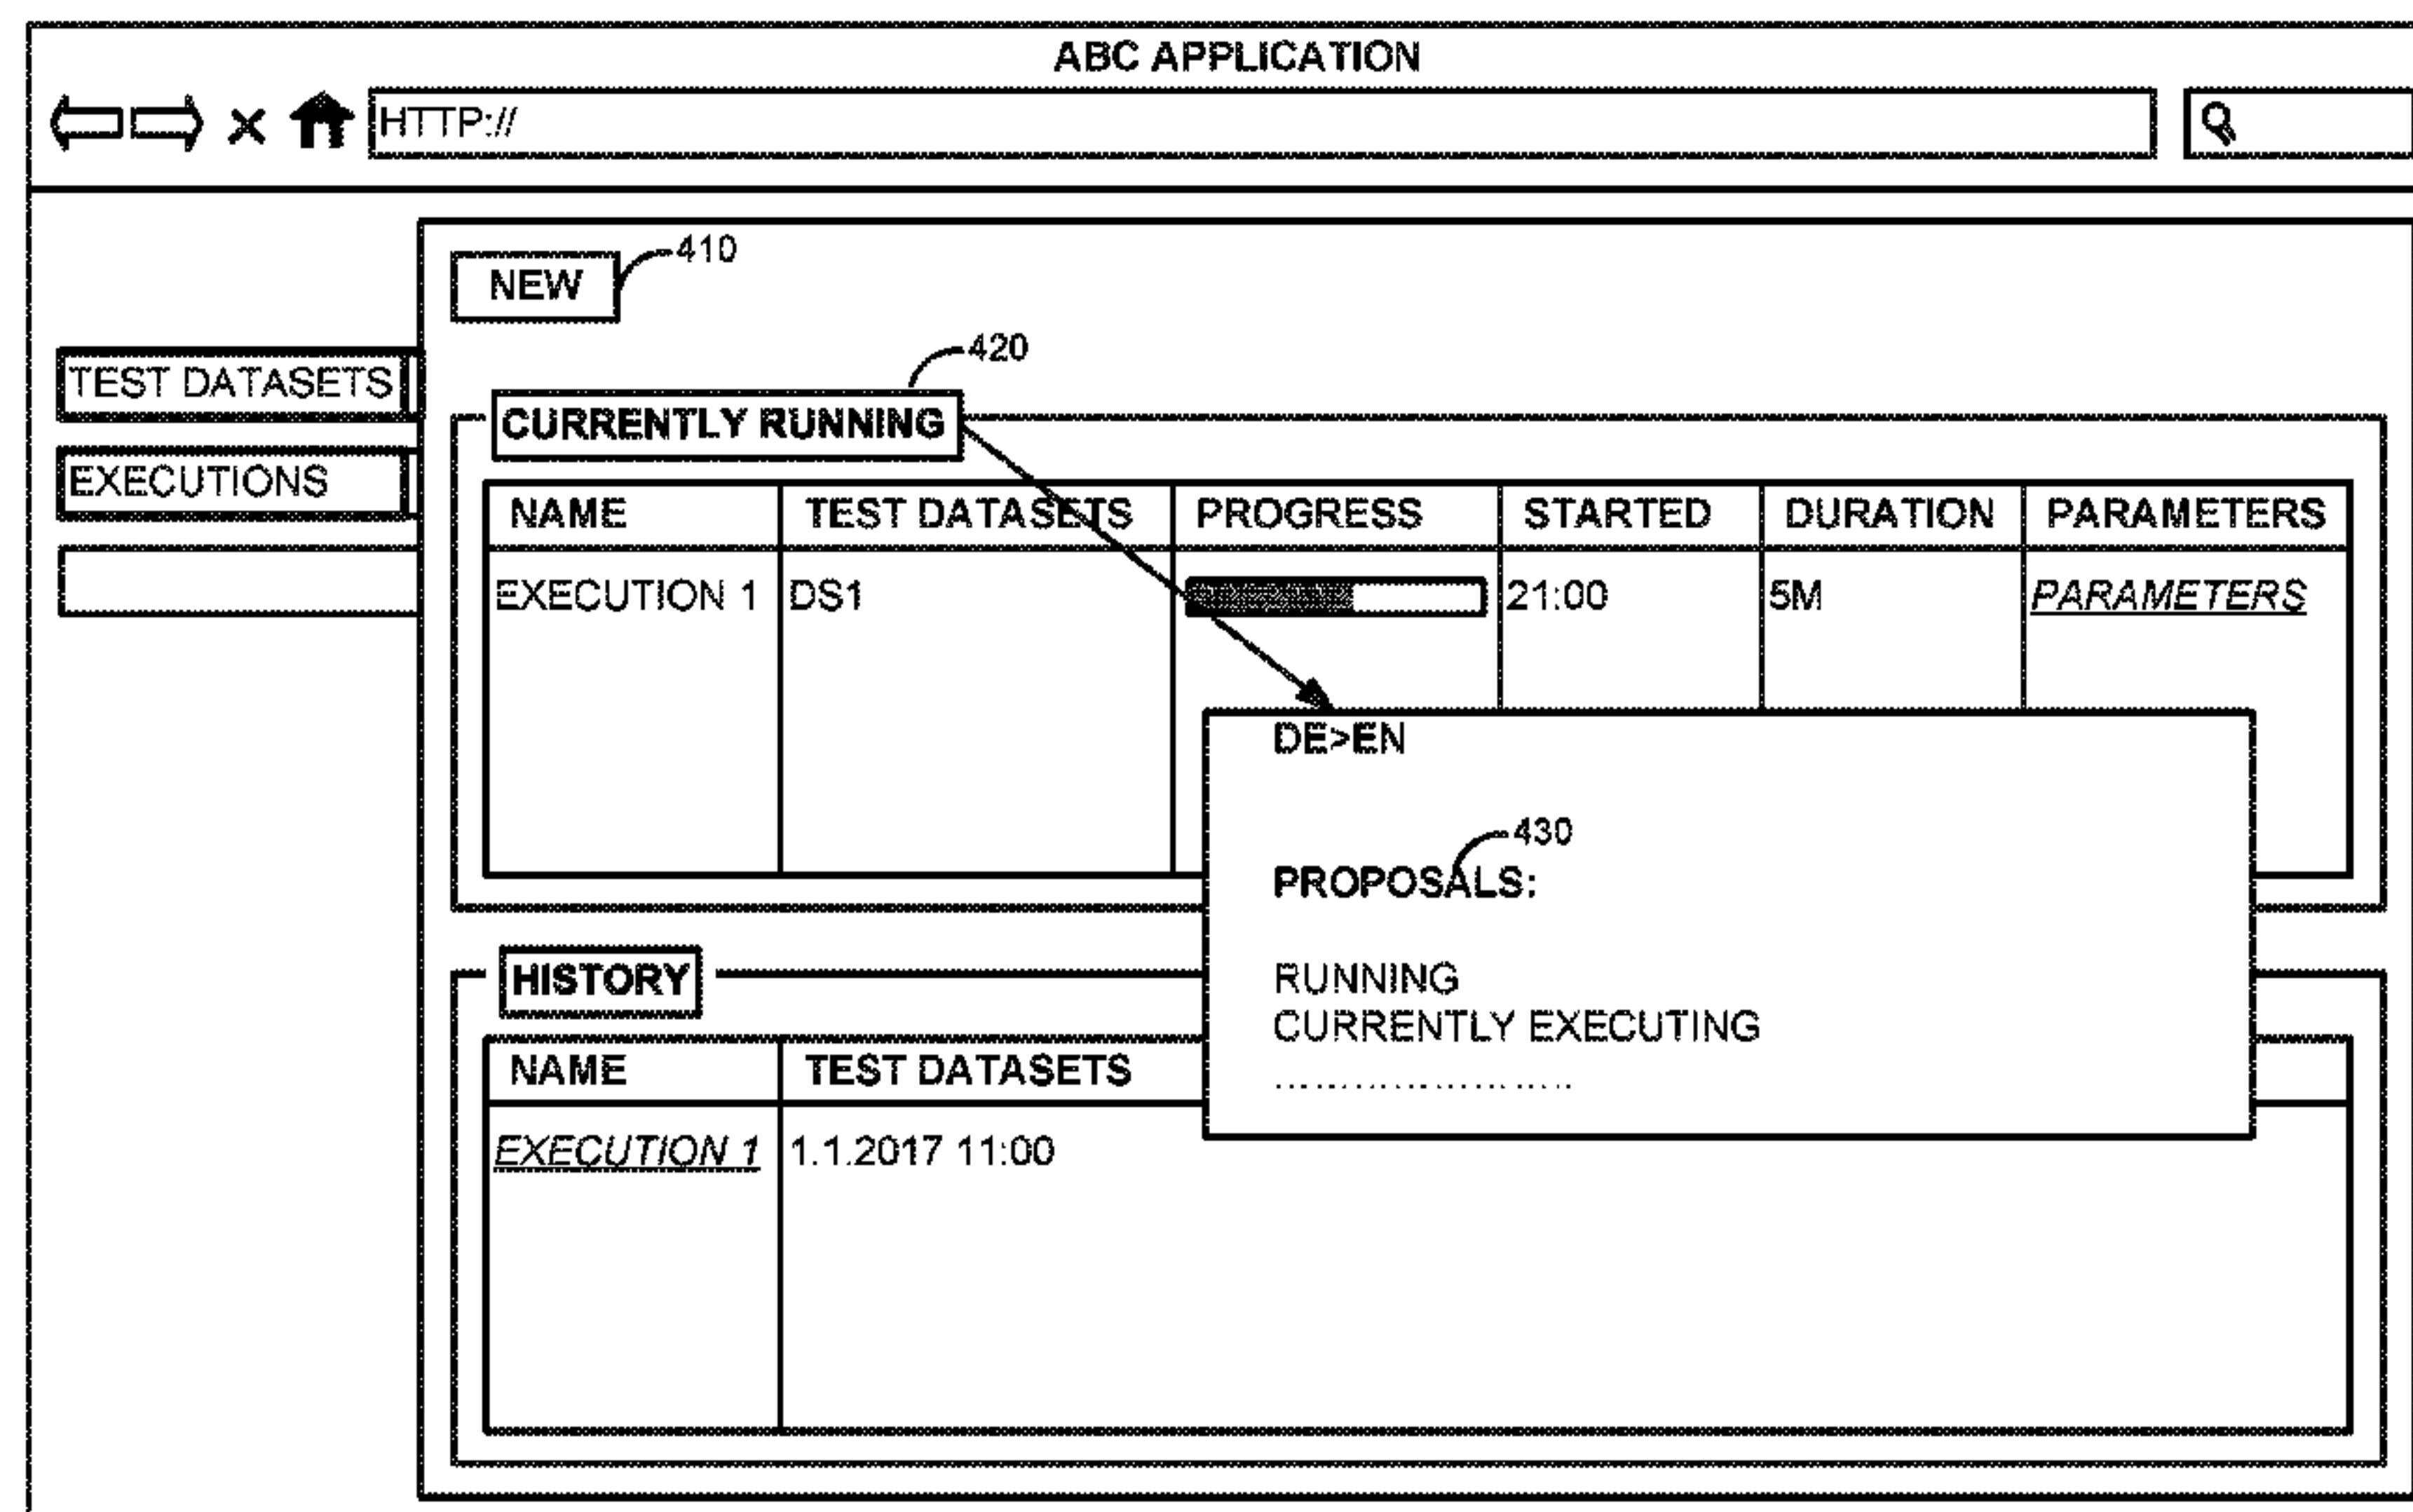 ABC APPLICATION
HTTP://
NEW
410
TEST DATASETS
EXECUTIONS
420
CURRENTLY RUNNING
NAME TEST DATASETS PROGRESS STARTED DURATION PARAMETERS
EXECUTION 1 DS1 21:00 5M PARAMETERS
DE>EN
430
PROPOSALS:
RUNNING
CURRENTLY EXECUTING
......................
HISTORY
NAME TEST DATASETS
EXECUTION 1 1.1.2017 11:00